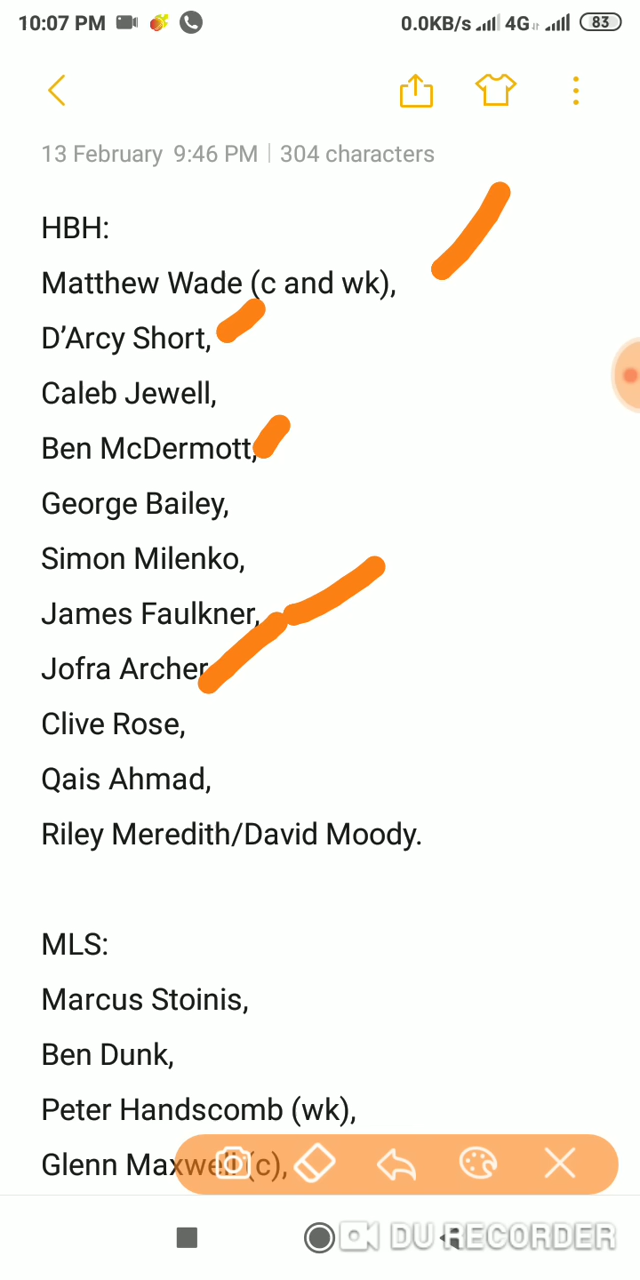 10:07 PM 0.0KB/s 4G 83
13 February 9:46 PM | 304 characters
HBH:
Matthew Wade (c and wk),
D’Arcy Short,
Caleb Jewell,
Ben McDermott,
George Bailey,
Simon Milenko,
James Faulkner,
Jofra Archer
Clive Rose,
Qais Ahmad,
Riley Meredith/David Moody.
MLS:
Marcus Stoinis,
Ben Dunk,
Peter Handscomb (wk),
Glenn Maxwell (c),
DU RECORDER